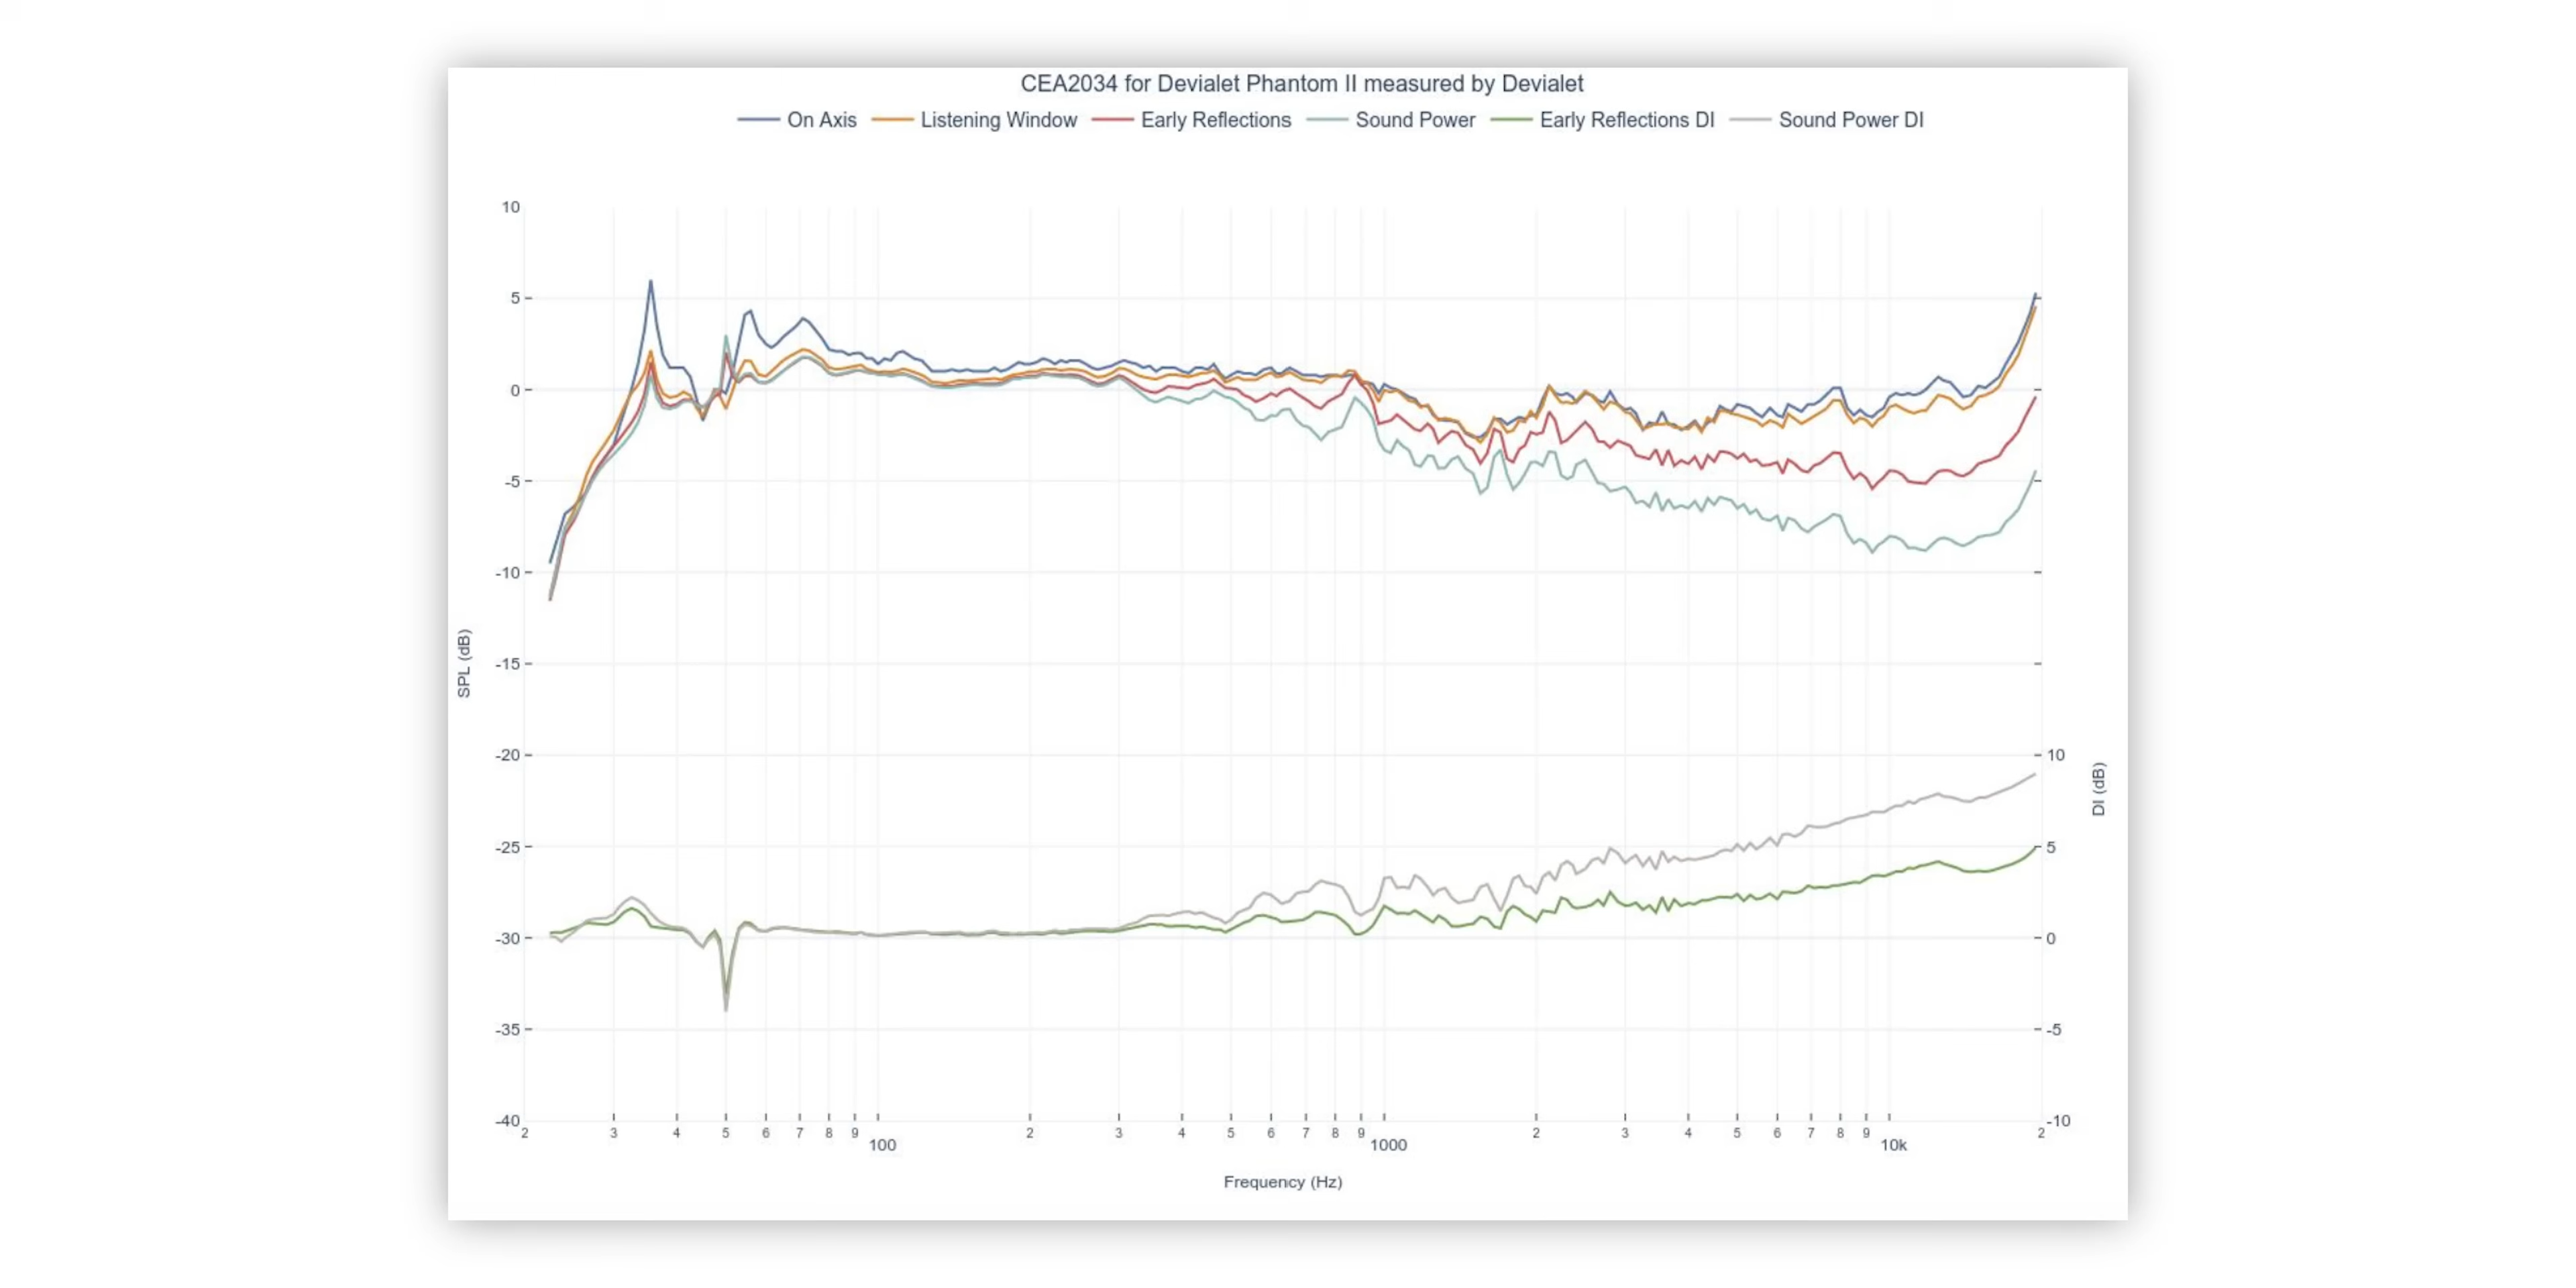 CEA2034 for Devialet Phantom II measured by Devialet
On Axis Listening Window Early Reflections Sound Power Early Reflections DI Sound Power DI
10
5
0
-5
-10
-15
-20
-25
-30
-35
-40
SPL (dB)
10
5
0
-5
-10
DI (dB)
2 3 4 5 6 7 8 9 100 2 3 4 5 6 7 8 9 1000 2 3 4 5 6 7 8 9 10k 2
Frequency (Hz)